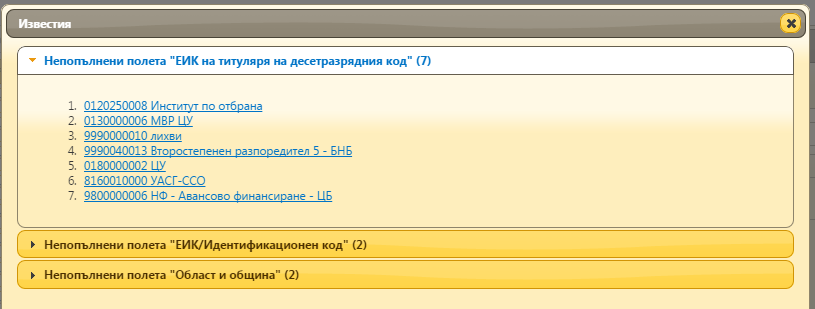 Известия
Непопълнени полета "ЕИК на титуляря на десетразрядния код" (7)
1. 0120250008 Институт по отбрана
2. 0130000006 МВР ЦУ
3. 9990000010 лихви
4. 9990040013 Второстепенен разпоредител 5 - БНБ
5. 0180000002 ЦУ
6. 8160010000 УАСГ-ССО
7. 9800000006 НФ - Авансово финансиране - ЦБ
Непопълнени полета "ЕИК/Идентификационен код" (2)
Непопълнени полета "Област и община" (2)